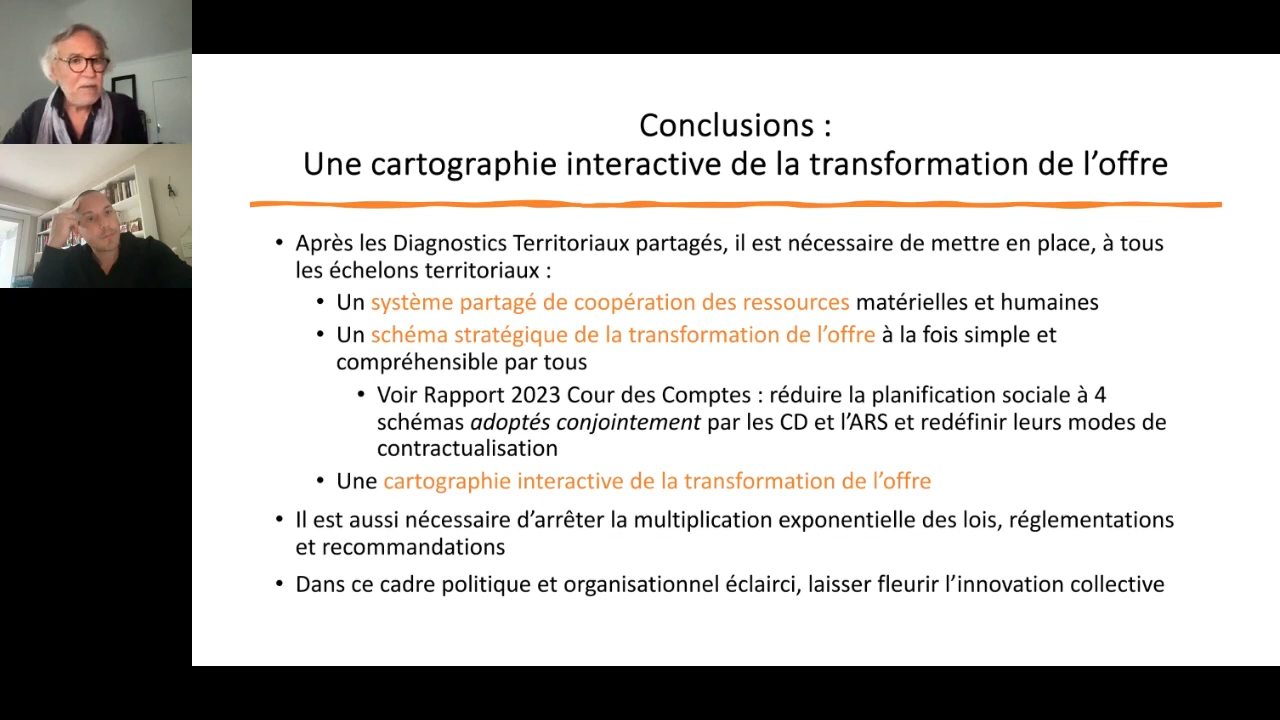 Conclusions :
Une cartographie interactive de la transformation de l’offre
• Après les Diagnostics Territoriaux partagés, il est nécessaire de mettre en place, à tous
les échelons territoriaux :
• Un système partagé de coopération des ressources matérielles et humaines
• Un schéma stratégique de la transformation de l’offre à la fois simple et
compréhensible par tous
• Voir Rapport 2023 Cour des Comptes : réduire la planification sociale à 4
schémas adoptés conjointement par les CD et l’ARS et redéfinir leurs modes de
contractualisation
• Une cartographie interactive de la transformation de l’offre
• Il est aussi nécessaire d’arrêter la multiplication exponentielle des lois, réglementations
et recommandations
• Dans ce cadre politique et organisationnel éclairci, laisser fleurir l’innovation collective